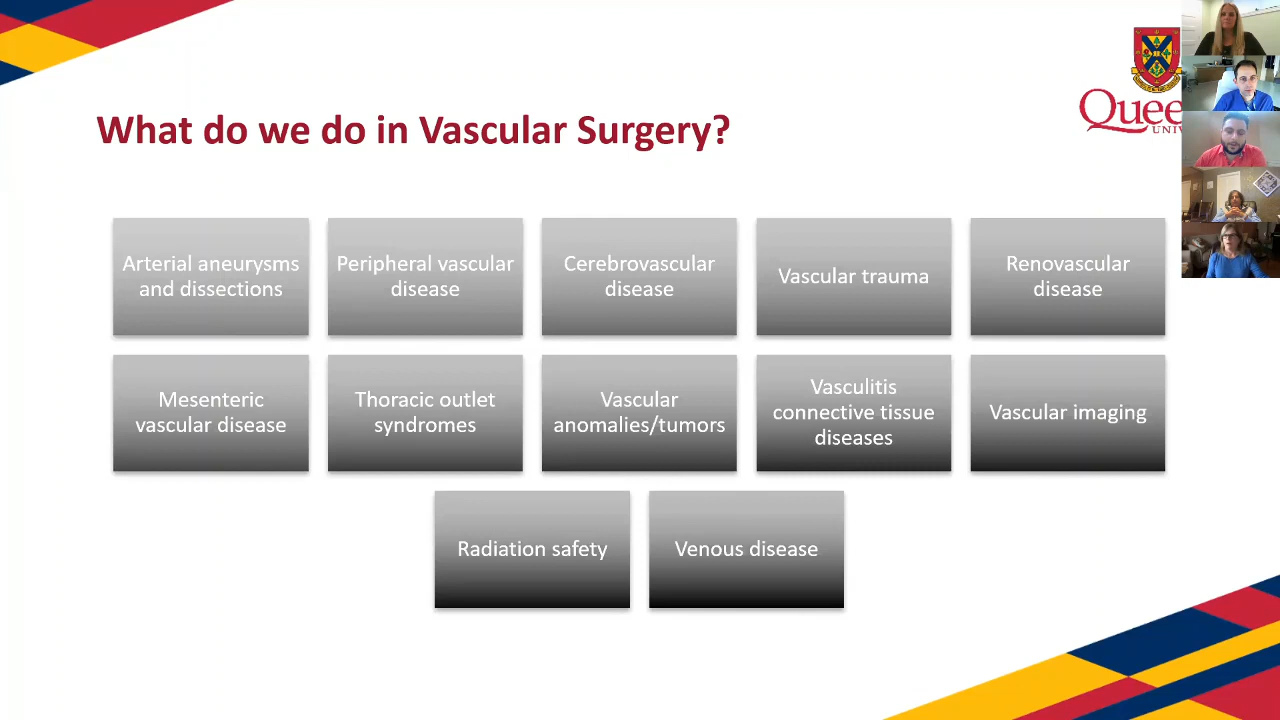 What do we do in Vascular Surgery?
Quee
UNIV
Arterial aneurysms
and dissections
Peripheral vascular
disease
Cerebrovascular
disease
Vascular trauma
Renovascular
disease
Mesenteric
vascular disease
Thoracic outlet
syndromes
Vascular
anomalies/tumors
Vasculitis
connective tissue
diseases
Vascular imaging
Radiation safety
Venous disease